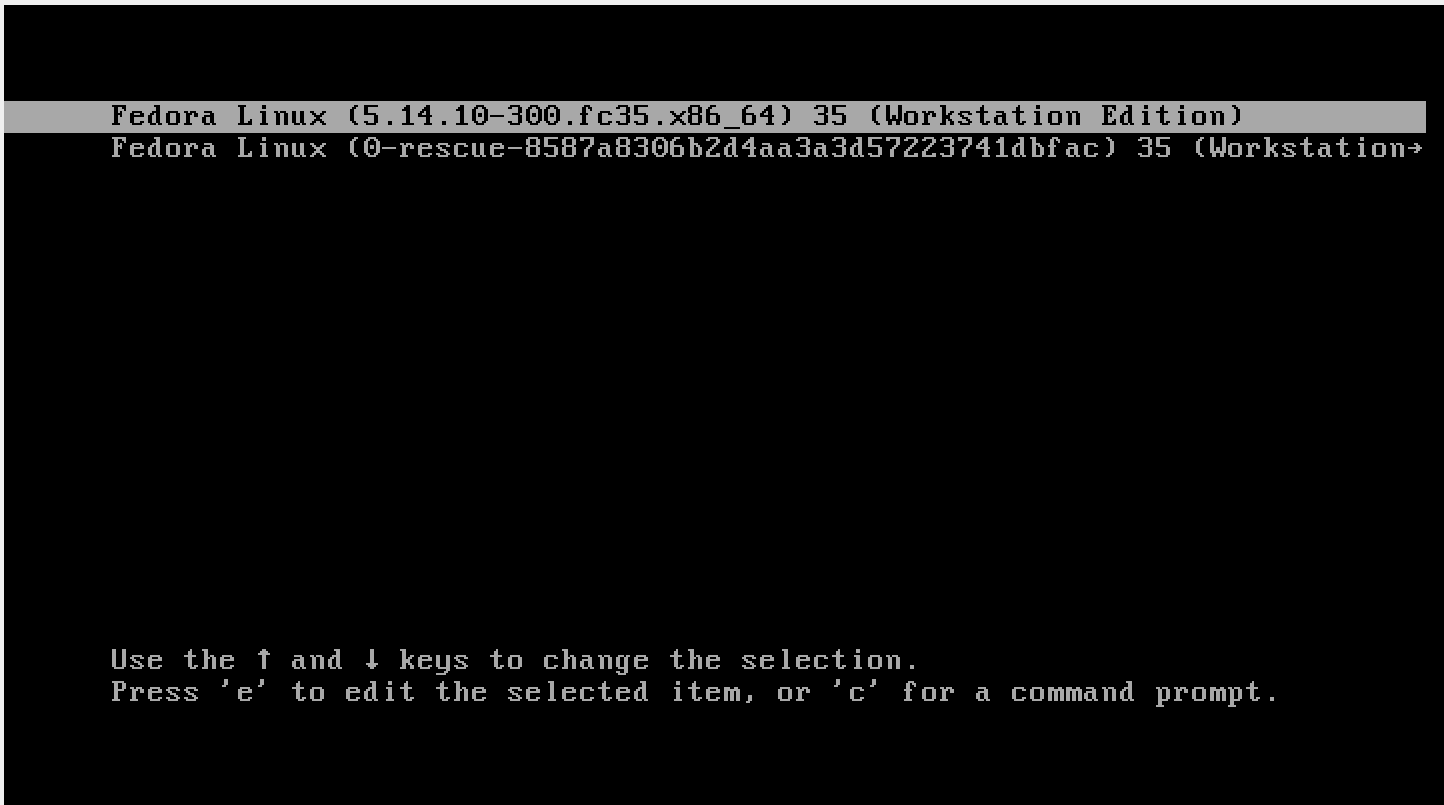 Fedora Linux (5.14.10-300.fc35.x86_64) 35 (Workstation Edition)
Fedora Linux (0-rescue-8587a8306b2d4aa3a3d57223741dbfac) 35 (Workstation→
Use the ↑ and ↓ keys to change the selection.
Press 'e' to edit the selected item, or 'c' for a command prompt.